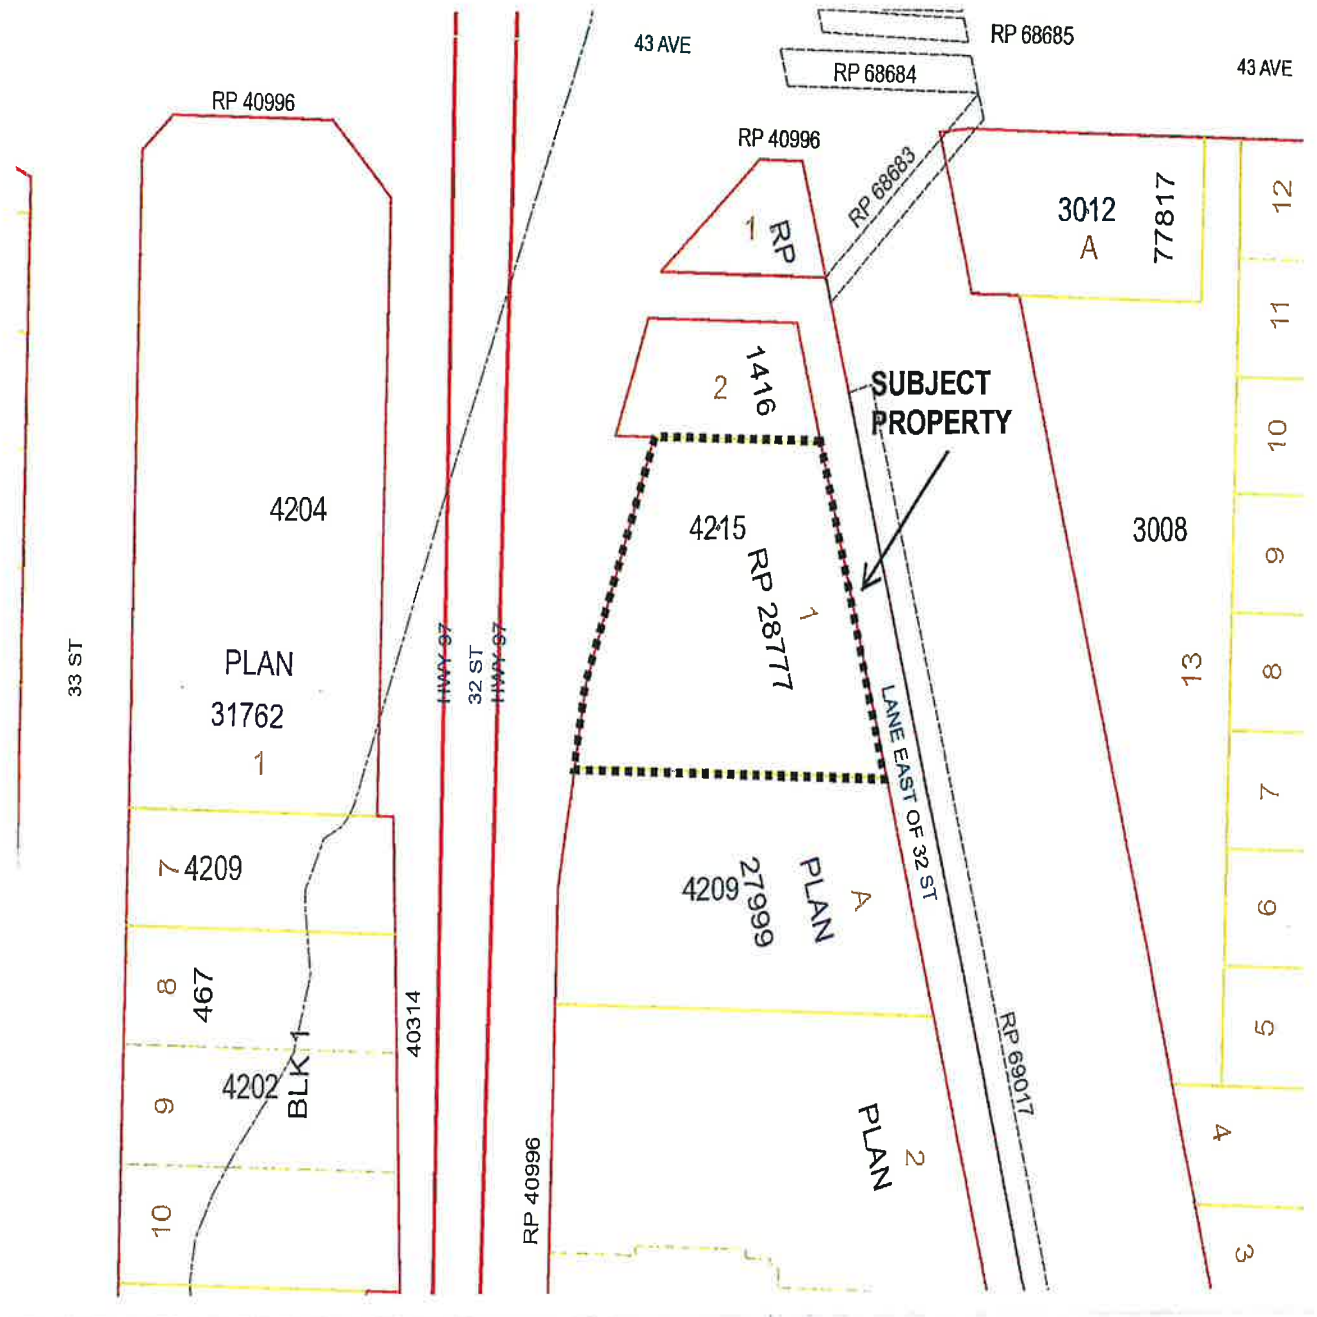 43 AVE
RP 68685
43 AVE
RP 68684
RP 40996
RP 40996
RP 68683
1
RP
3012
A
77817
12
11
10
9
8
7
6
5
4
3
2
1416
SUBJECT
PROPERTY
4204
4215
RP 28777
1
3008
13
33 ST
PLAN
31762
1
HWY 97
32 ST
HWY 97
LANE EAST OF 32 ST
7
4209
4209
27999
PLAN
A
8
467
40314
BLK 1
4202
9
10
RP 40996
PLAN
2
RP 69017